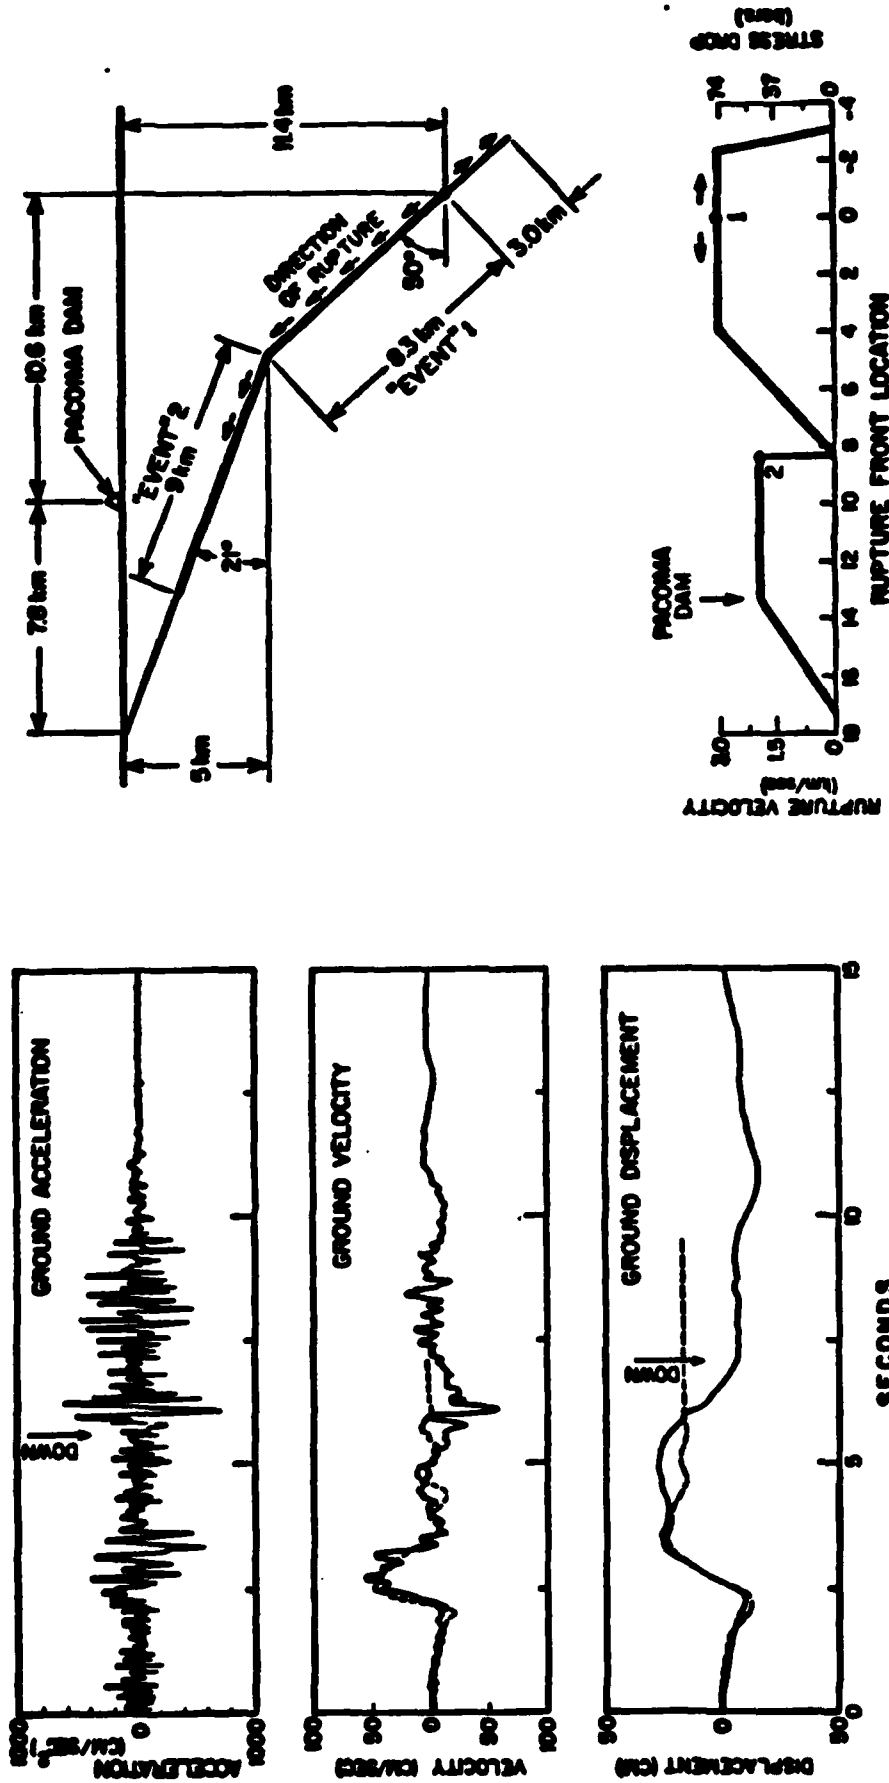 GROUND ACCELERATION
1000
0
1000
ACCELERATION
(CM/SEC²)
DOWN
GROUND VELOCITY
100
50
0
50
100
VELOCITY (CM/SEC)
GROUND DISPLACEMENT
50
0
50
DISPLACEMENT (CM)
DOWN
0
5
10
15
SECONDS
7.8 km
10.6 km
PACOIMA DAM
"EVENT" 2
9 km
21°
5 km
DIRECTION
OF RUPTURE
50°
11.4 km
8.3 km
"EVENT" 1
3.0 km
PACOIMA
DAM
RUPTURE VELOCITY
(km/sec)
3.0
1.5
0
2
1
74
37
0
STRESS DROP
(bars)
18
16
14
12
10
8
6
4
2
0
-2
-4
RUPTURE FRONT LOCATION